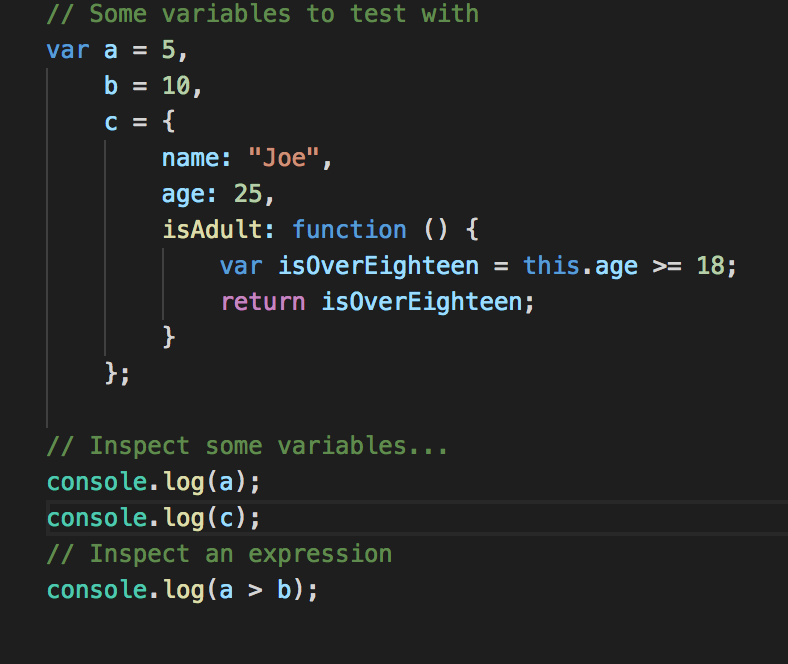 // Some variables to test with
var a = 5,
    b = 10,
    c = {
        name: "Joe",
        age: 25,
        isAdult: function () {
            var isOverEighteen = this.age >= 18;
            return isOverEighteen;
        }
    };
// Inspect some variables...
console.log(a);
console.log(c);
// Inspect an expression
console.log(a > b);